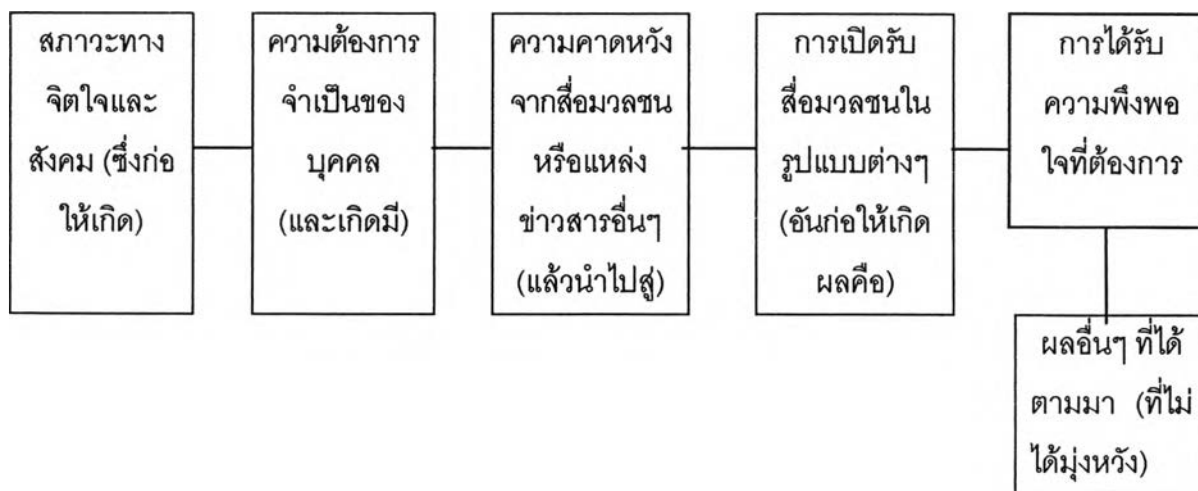 สภาวะทาง
จิตใจและ
สังคม (ซึ่งก่อ
ให้เกิด)
ความต้องการ
จำเป็นของ
บุคคล
(และเกิดมี)
ความคาดหวัง
จากสื่อมวลชน
หรือแหล่ง
ข่าวสารอื่นๆ
(แล้วนำไปสู่)
การเปิดรับ
สื่อมวลชนใน
รูปแบบต่างๆ
(อันก่อให้เกิด
ผลคือ)
การได้รับ
ความพึงพอ
ใจที่ต้องการ
ผลอื่นๆ ที่ได้
ตามมา (ที่ไม่
ได้มุ่งหวัง)